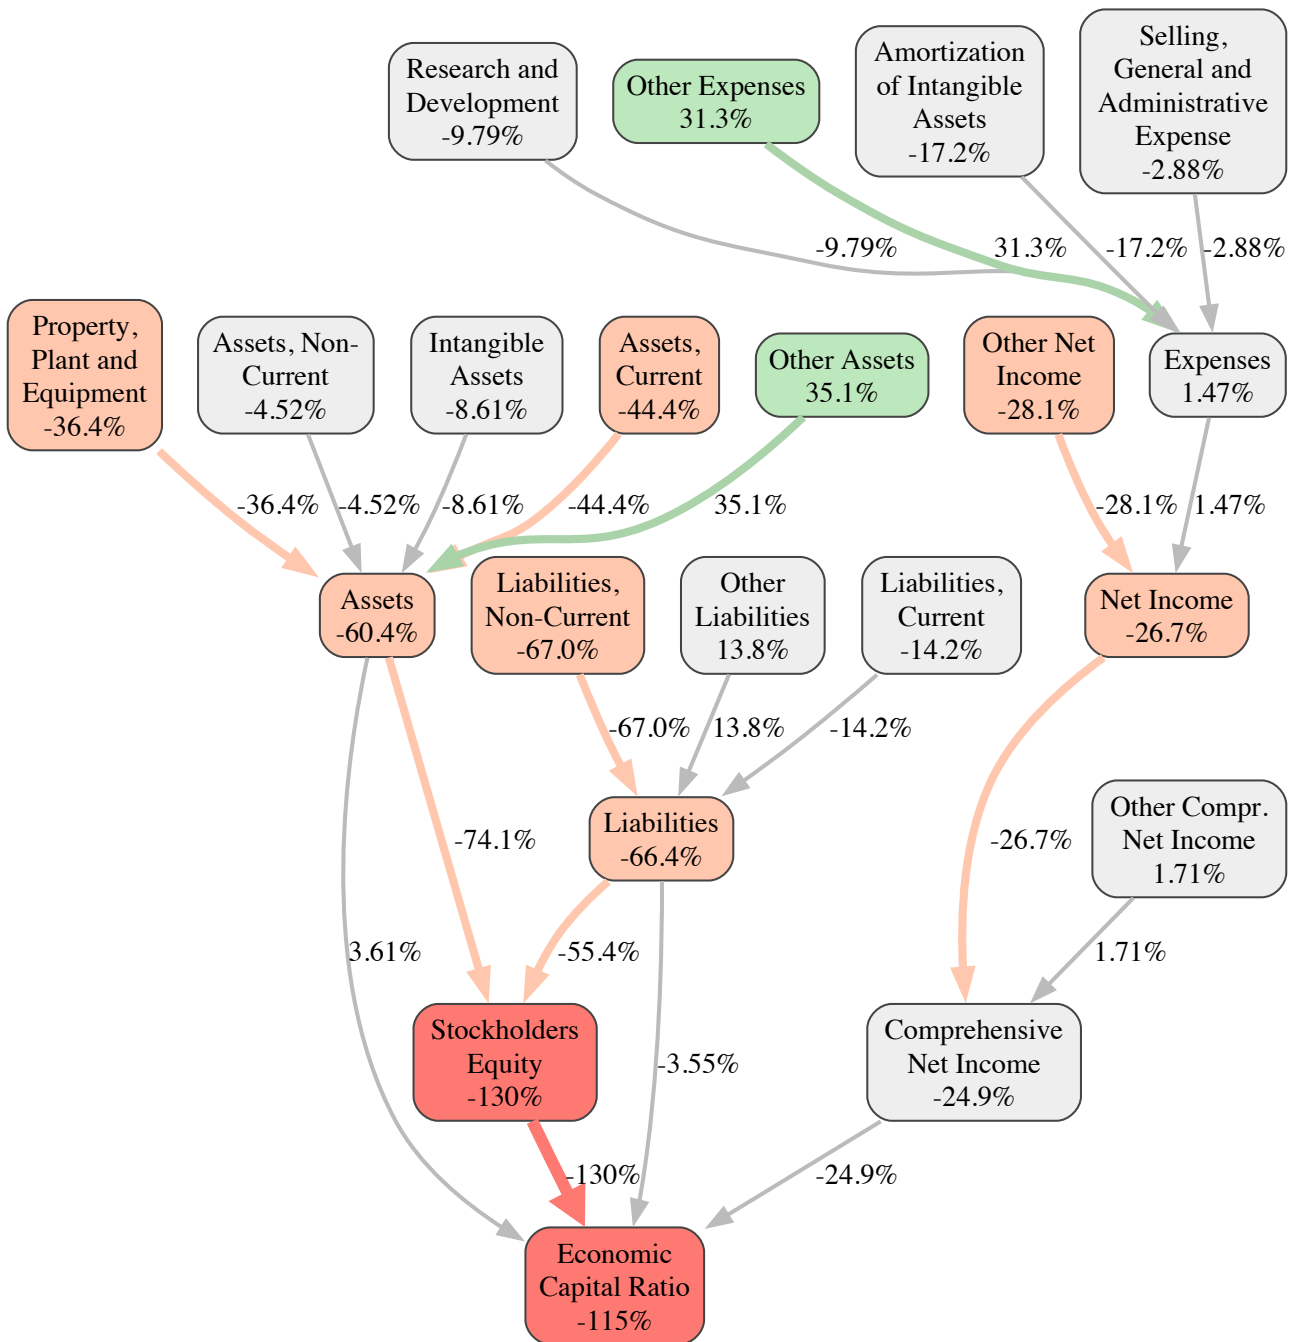 Research and
Development
-9.79%
Other Expenses
31.3%
Amortization
of Intangible
Assets
-17.2%
Selling,
General and
Administrative
Expense
-2.88%
-9.79%
31.3%
-17.2%
-2.88%
Property,
Plant and
Equipment
-36.4%
Assets, Non-
Current
-4.52%
Intangible
Assets
-8.61%
Assets,
Current
-44.4%
Other Assets
35.1%
Other Net
Income
-28.1%
Expenses
1.47%
-36.4%
-4.52%
-8.61%
-44.4%
35.1%
-28.1%
1.47%
Assets
-60.4%
Liabilities,
Non-Current
-67.0%
Other
Liabilities
13.8%
Liabilities,
Current
-14.2%
Net Income
-26.7%
-67.0%
13.8%
-14.2%
-74.1%
Liabilities
-66.4%
-26.7%
Other Compr.
Net Income
1.71%
3.61%
-55.4%
1.71%
Stockholders
Equity
-130%
-3.55%
Comprehensive
Net Income
-24.9%
-130%
-24.9%
Economic
Capital Ratio
-115%